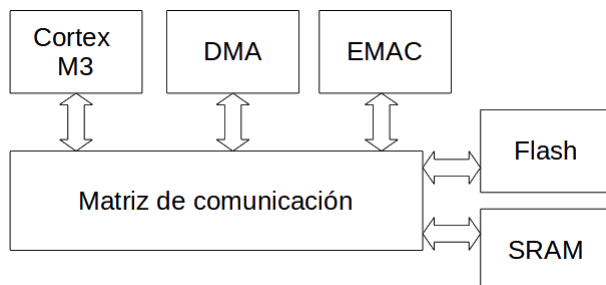 Cortex
M3
DMA
EMAC
Flash
Matriz de comunicación
SRAM